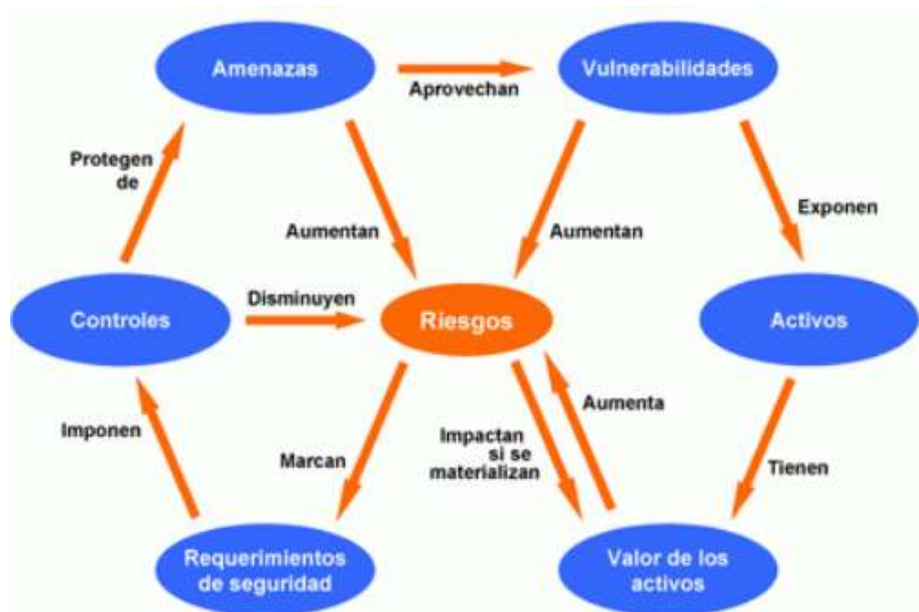 Amenazas
Vulnerabilidades
Aprovechan
Protegen
de
Exponen
Aumentan
Aumentan
Disminuyen
Controles
Riesgos
Activos
Aumenta
Imponen
Impactan
si se
materializan
Marcan
Tienen
Requerimientos
de seguridad
Valor de los
activos